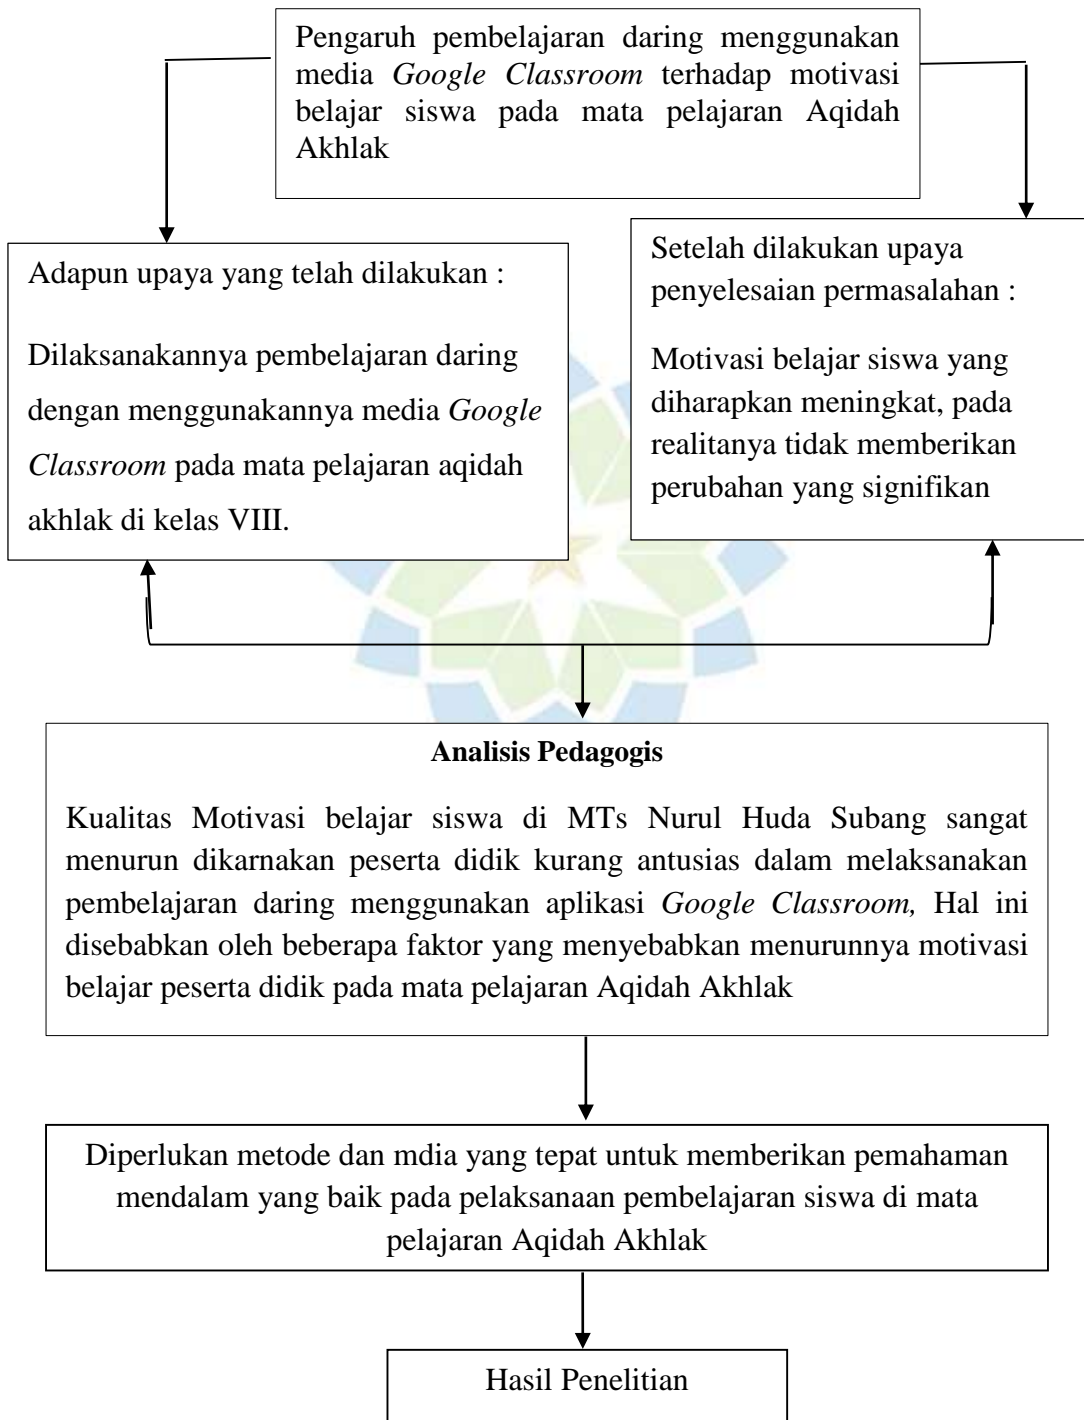 Pengaruh pembelajaran daring menggunakan
media Google Classroom terhadap motivasi
belajar siswa pada mata pelajaran Aqidah
Akhlak
Adapun upaya yang telah dilakukan :
Dilaksanakannya pembelajaran daring
dengan menggunakannya media Google
Classroom pada mata pelajaran aqidah
akhlak di kelas VIII.
Setelah dilakukan upaya
penyelesaian permasalahan :
Motivasi belajar siswa yang
diharapkan meningkat, pada
realitanya tidak memberikan
perubahan yang signifikan
Analisis Pedagogis
Kualitas Motivasi belajar siswa di MTs Nurul Huda Subang sangat
menurun dikarnakan peserta didik kurang antusias dalam melaksanakan
pembelajaran daring menggunakan aplikasi Google Classroom, Hal ini
disebabkan oleh beberapa faktor yang menyebabkan menurunnya motivasi
belajar peserta didik pada mata pelajaran Aqidah Akhlak
Diperlukan metode dan mdia yang tepat untuk memberikan pemahaman
mendalam yang baik pada pelaksanaan pembelajaran siswa di mata
pelajaran Aqidah Akhlak
Hasil Penelitian